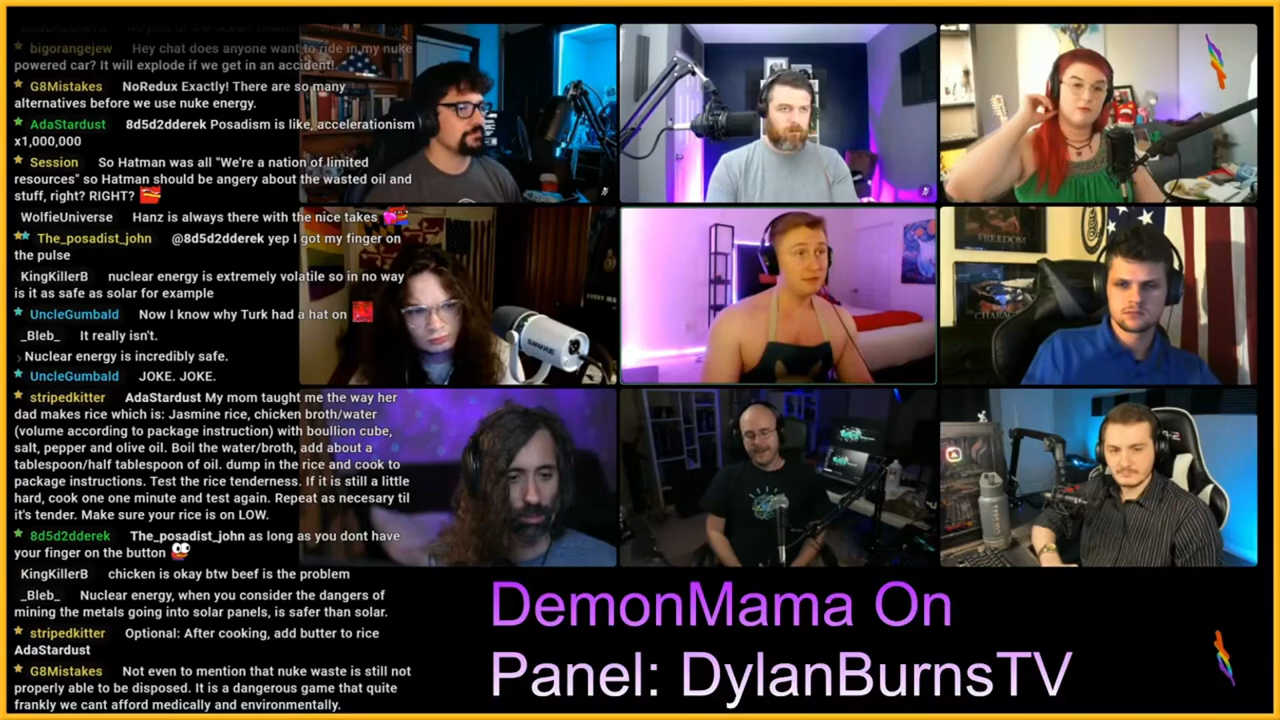 bigorangejew Hey chat does anyone want to ride in my nuke
powered car? It will explode if we get in an accident!
G8Mistakes NoRedux Exactly! There are so many
alternatives before we use nuke energy.
AdaStardust 8d5d2dderek Posadism is like, accelerationism
x1,000,000
Session So Hatman was all "We're a nation of limited
resources" so Hatman should be angery about the wasted oil and
stuff, right? RIGHT?
WolfieUniverse Hanz is always there with the nice takes
The_posadist_john @8d5d2dderek yep I got my finger on
the pulse
KingKillerB nuclear energy is extremely volatile so in no way
is it as safe as solar for example
UncleGumbald Now I know why Turk had a hat on
_Bleb_ It really isn't.
Nuclear energy is incredibly safe.
UncleGumbald JOKE. JOKE.
stripedkitter AdaStardust My mom taught me the way her
dad makes rice which is: Jasmine rice, chicken broth/water
(volume according to package instruction) with boullion cube,
salt, pepper and olive oil. Boil the water/broth, add about a
tablespoon/half tablespoon of oil. dump in the rice and cook to
package instructions. Test the rice tenderness. If it is still a little
hard, cook one one minute and test again. Repeat as necesary til
it's tender. Make sure your rice is on LOW.
8d5d2dderek The_posadist_john as long as you dont have
your finger on the button
KingKillerB chicken is okay btw beef is the problem
_Bleb_ Nuclear energy, when you consider the dangers of
mining the metals going into solar panels, is safer than solar.
stripedkitter Optional: After cooking, add butter to rice
AdaStardust
G8Mistakes Not even to mention that nuke waste is still not
properly able to be disposed. It is a dangerous game that quite
frankly we cant afford medically and environmentally.
FREEDOM
SHURE
DemonMama On
Panel: DylanBurnsTV